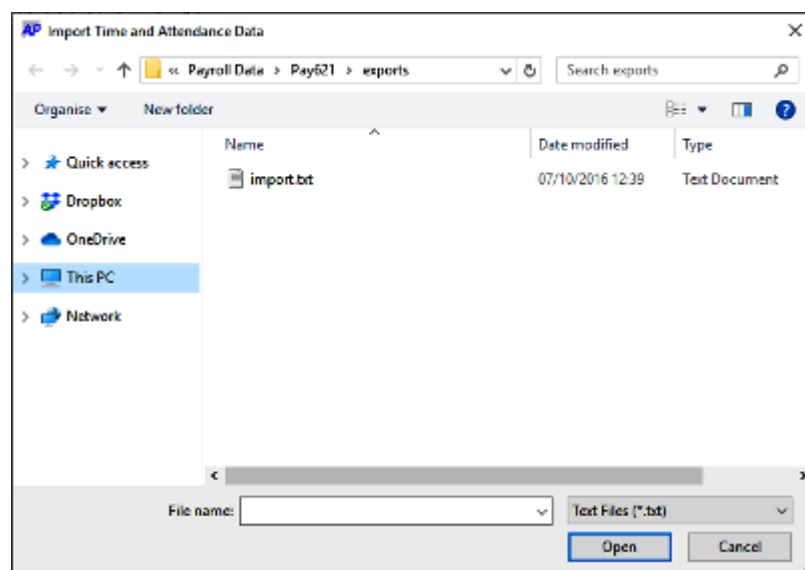 AP Import Time and Attendance Data
« Payroll Data › Pay621 › exports
Search exports
Organise
New folder
Name
Date modified
Type
Quick access
import.txt
07/10/2016 12:39
Text Document
Dropbox
OneDrive
This PC
Network
File name:
Text Files (*.txt)
Open
Cancel